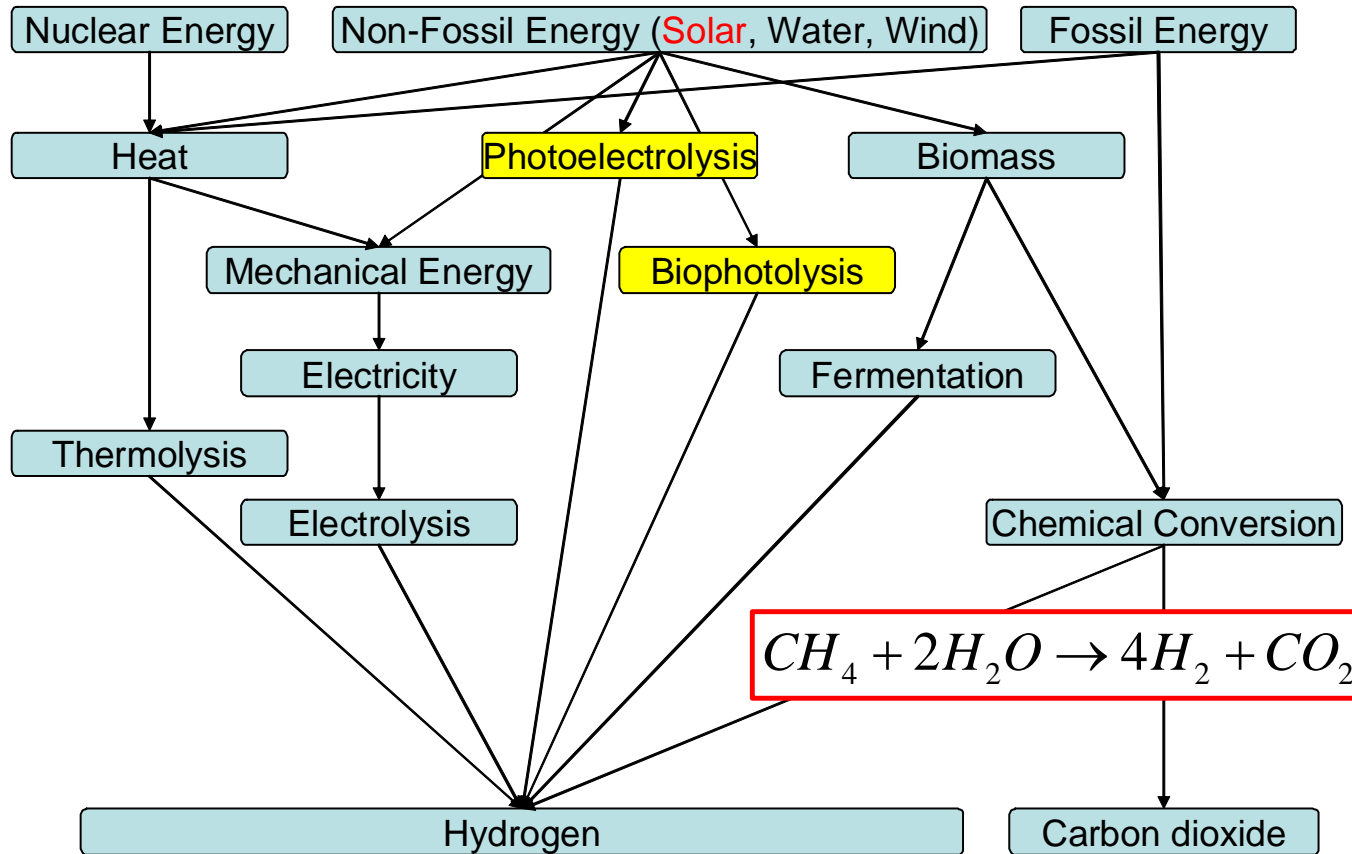 Nuclear Energy
Non-Fossil Energy (Solar, Water, Wind)
Fossil Energy
Heat
Photoelectrolysis
Biomass
Mechanical Energy
Biophotolysis
Electricity
Fermentation
Thermolysis
Electrolysis
Chemical Conversion
CH₄ + 2H₂O → 4H₂ + CO₂
Hydrogen
Carbon dioxide